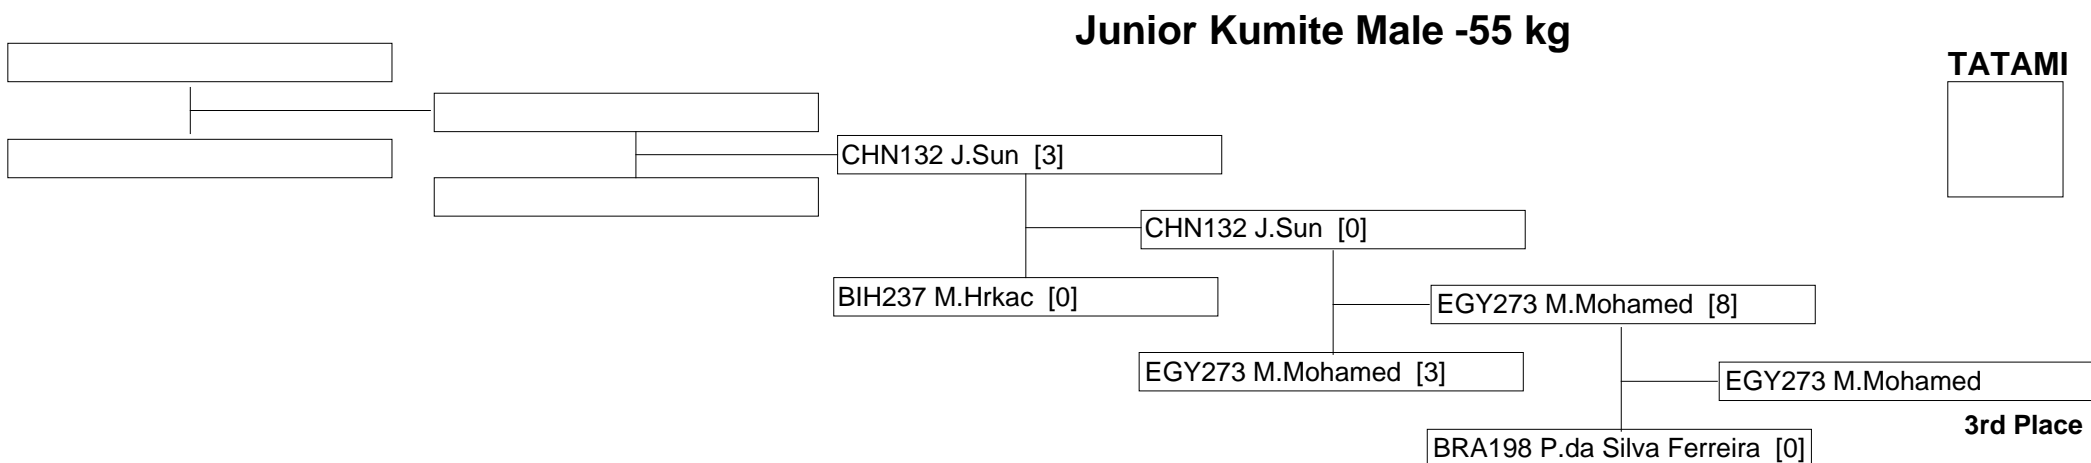 Junior Kumite Male -55 kg
TATAMI
CHN132 J.Sun [3]
CHN132 J.Sun [0]
BIH237 M.Hrkac [0]
EGY273 M.Mohamed [8]
EGY273 M.Mohamed [3]
EGY273 M.Mohamed
3rd Place
BRA198 P.da Silva Ferreira [0]